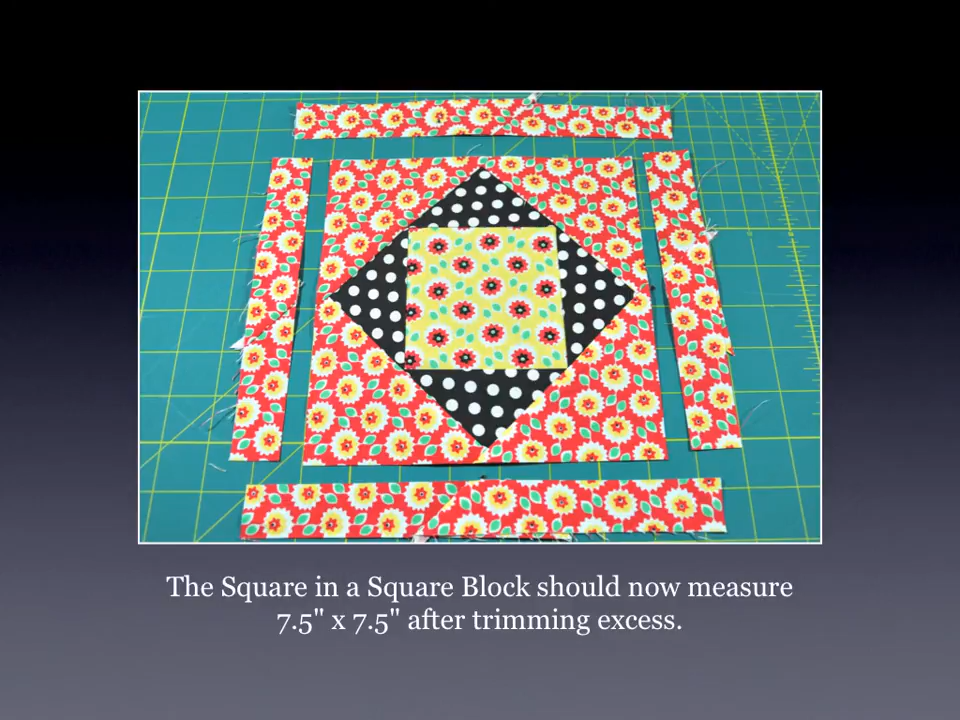 The Square in a Square Block should now measure
7.5" x 7.5" after trimming excess.